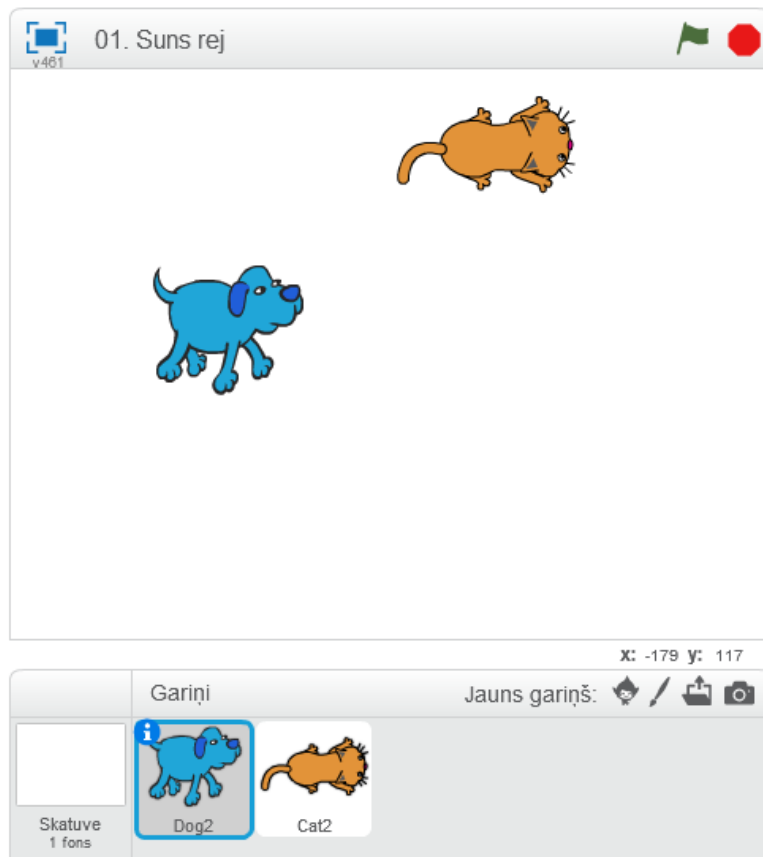 01. Suns rej
v461
x: -179 y: 117
Gariņi
Jauns gariņš:
Skatuve
1 fons
Dog2
Cat2